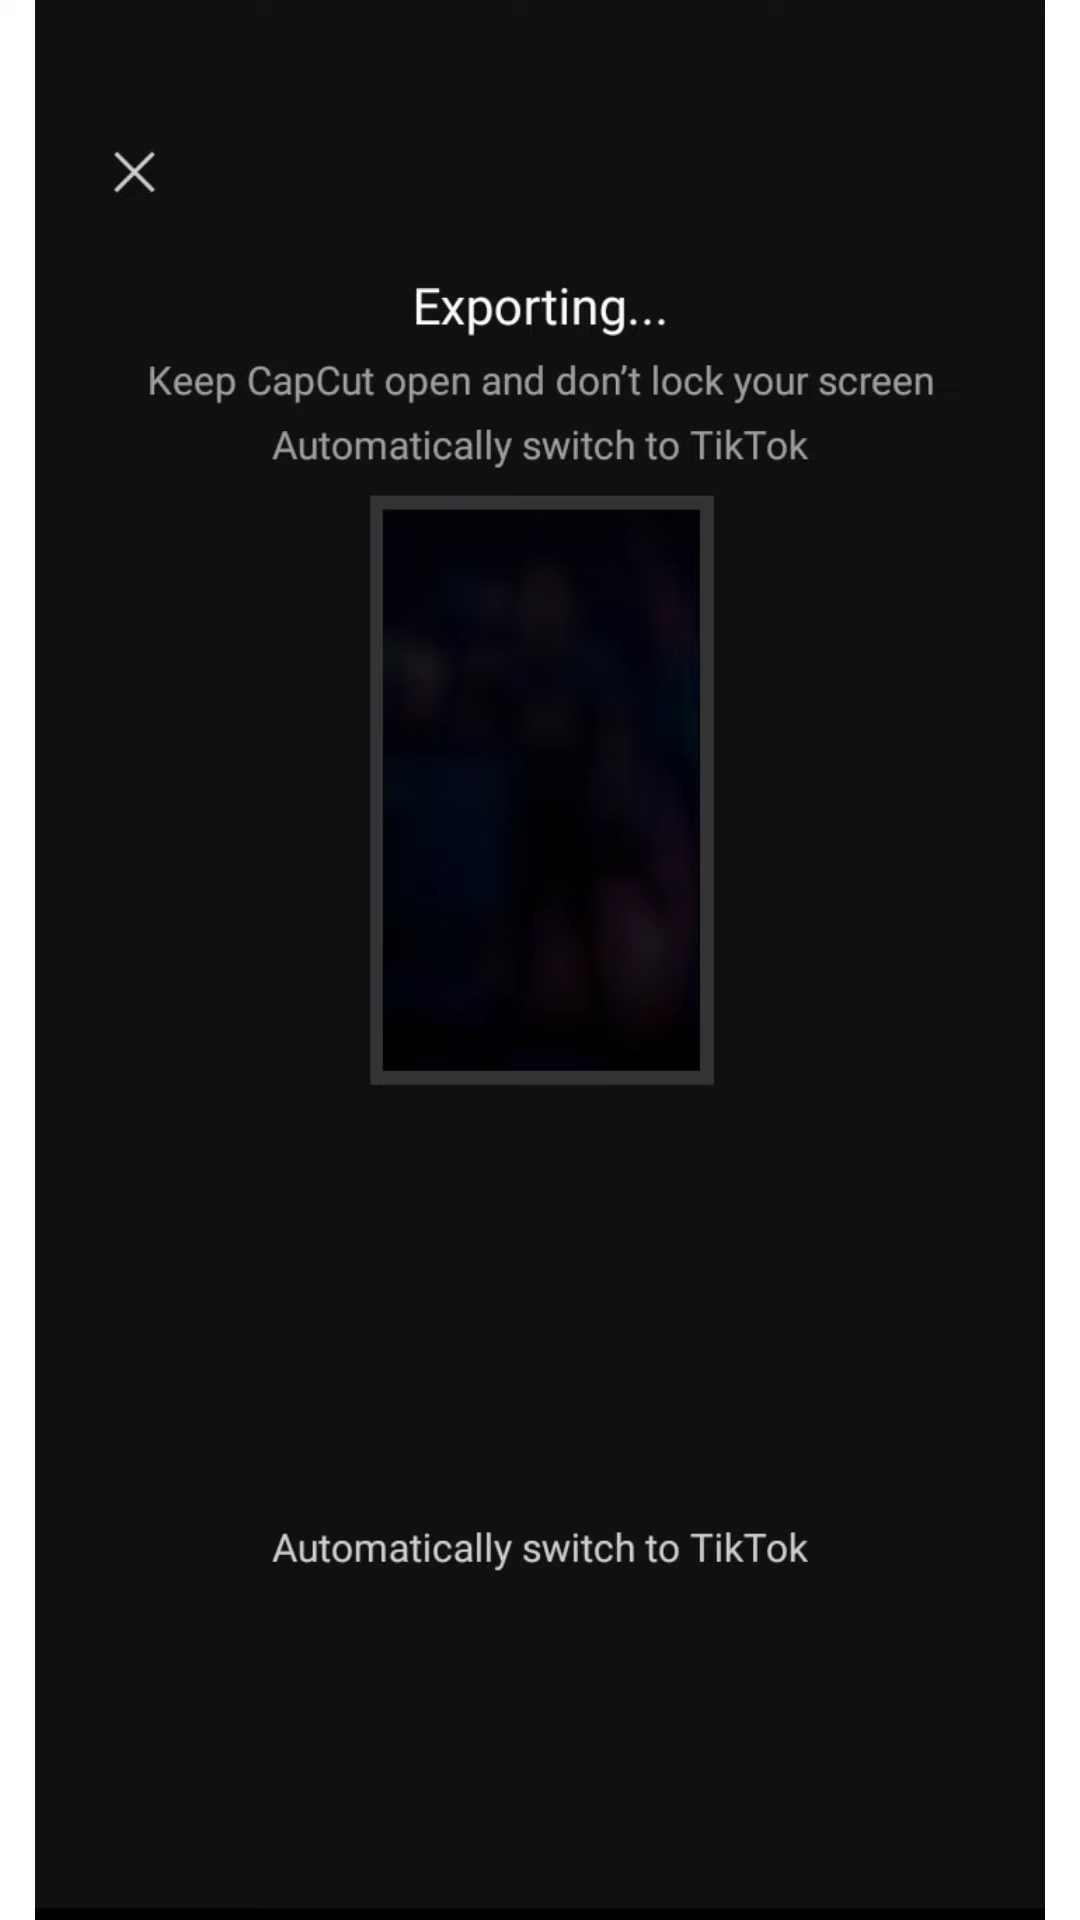 Exporting...
Keep CapCut open and don’t lock your screen
Automatically switch to TikTok
Automatically switch to TikTok